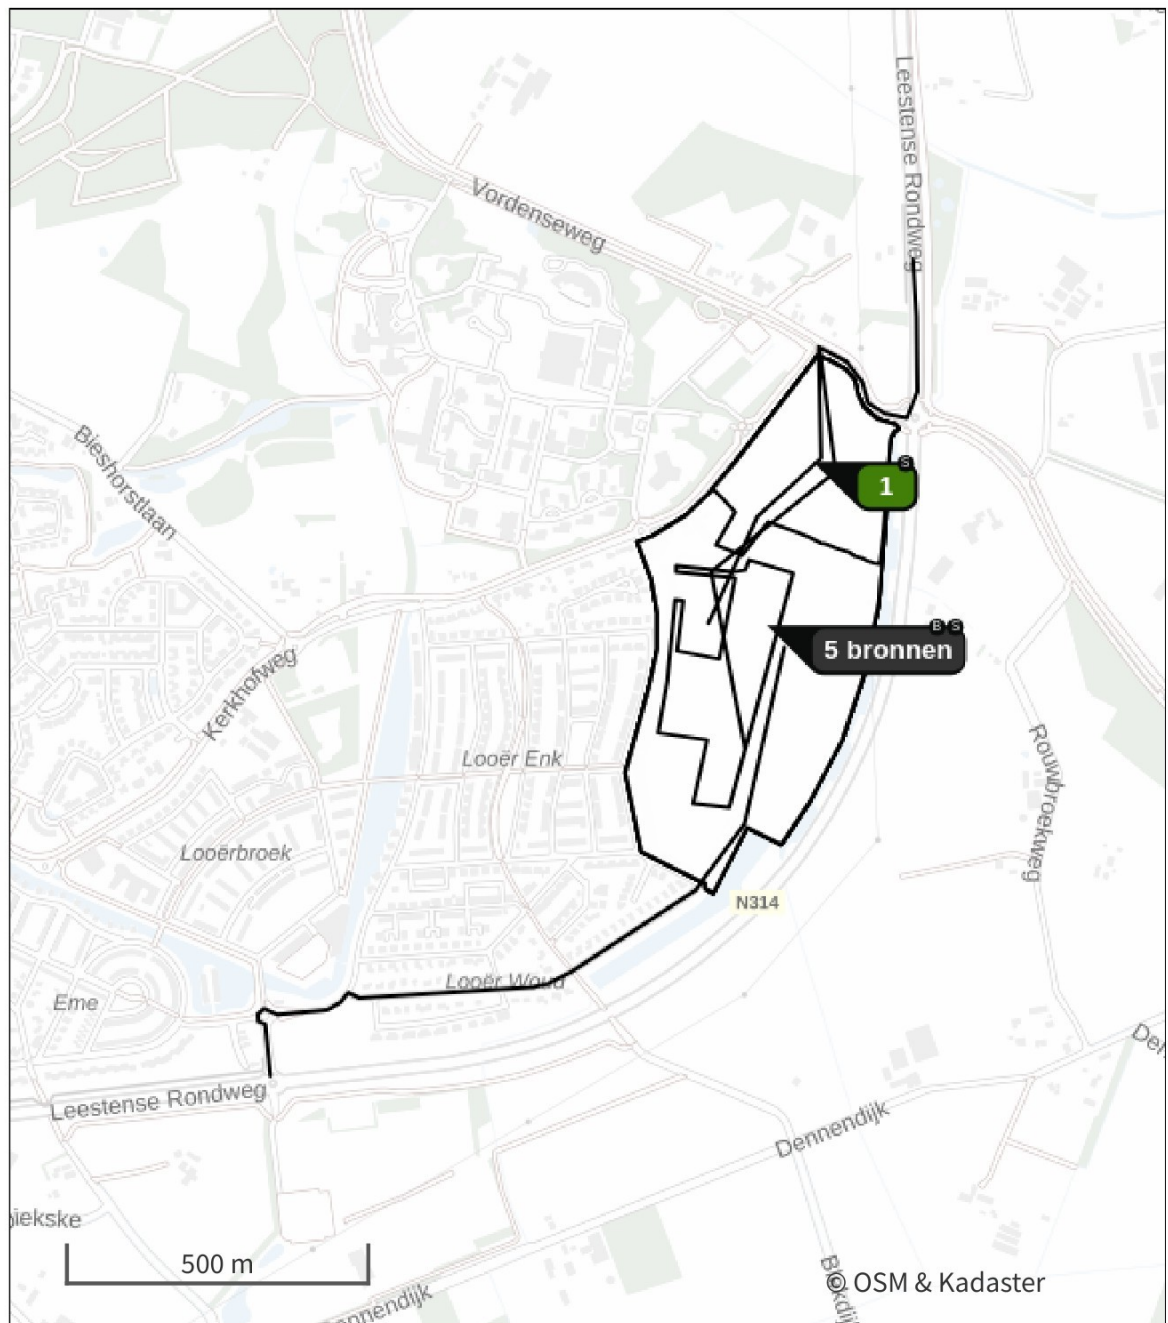 Leestense Rondweg
Vordenseweg
Bieshorstlaan
S
1
B S
5 bronnen
Kerkhofweg
Looër Enk
Rouwbroekweg
Looërbroek
N314
Looër Woud
Eme
Leestense Rondweg
Dennendijk
500 m
© OSM & Kadaster